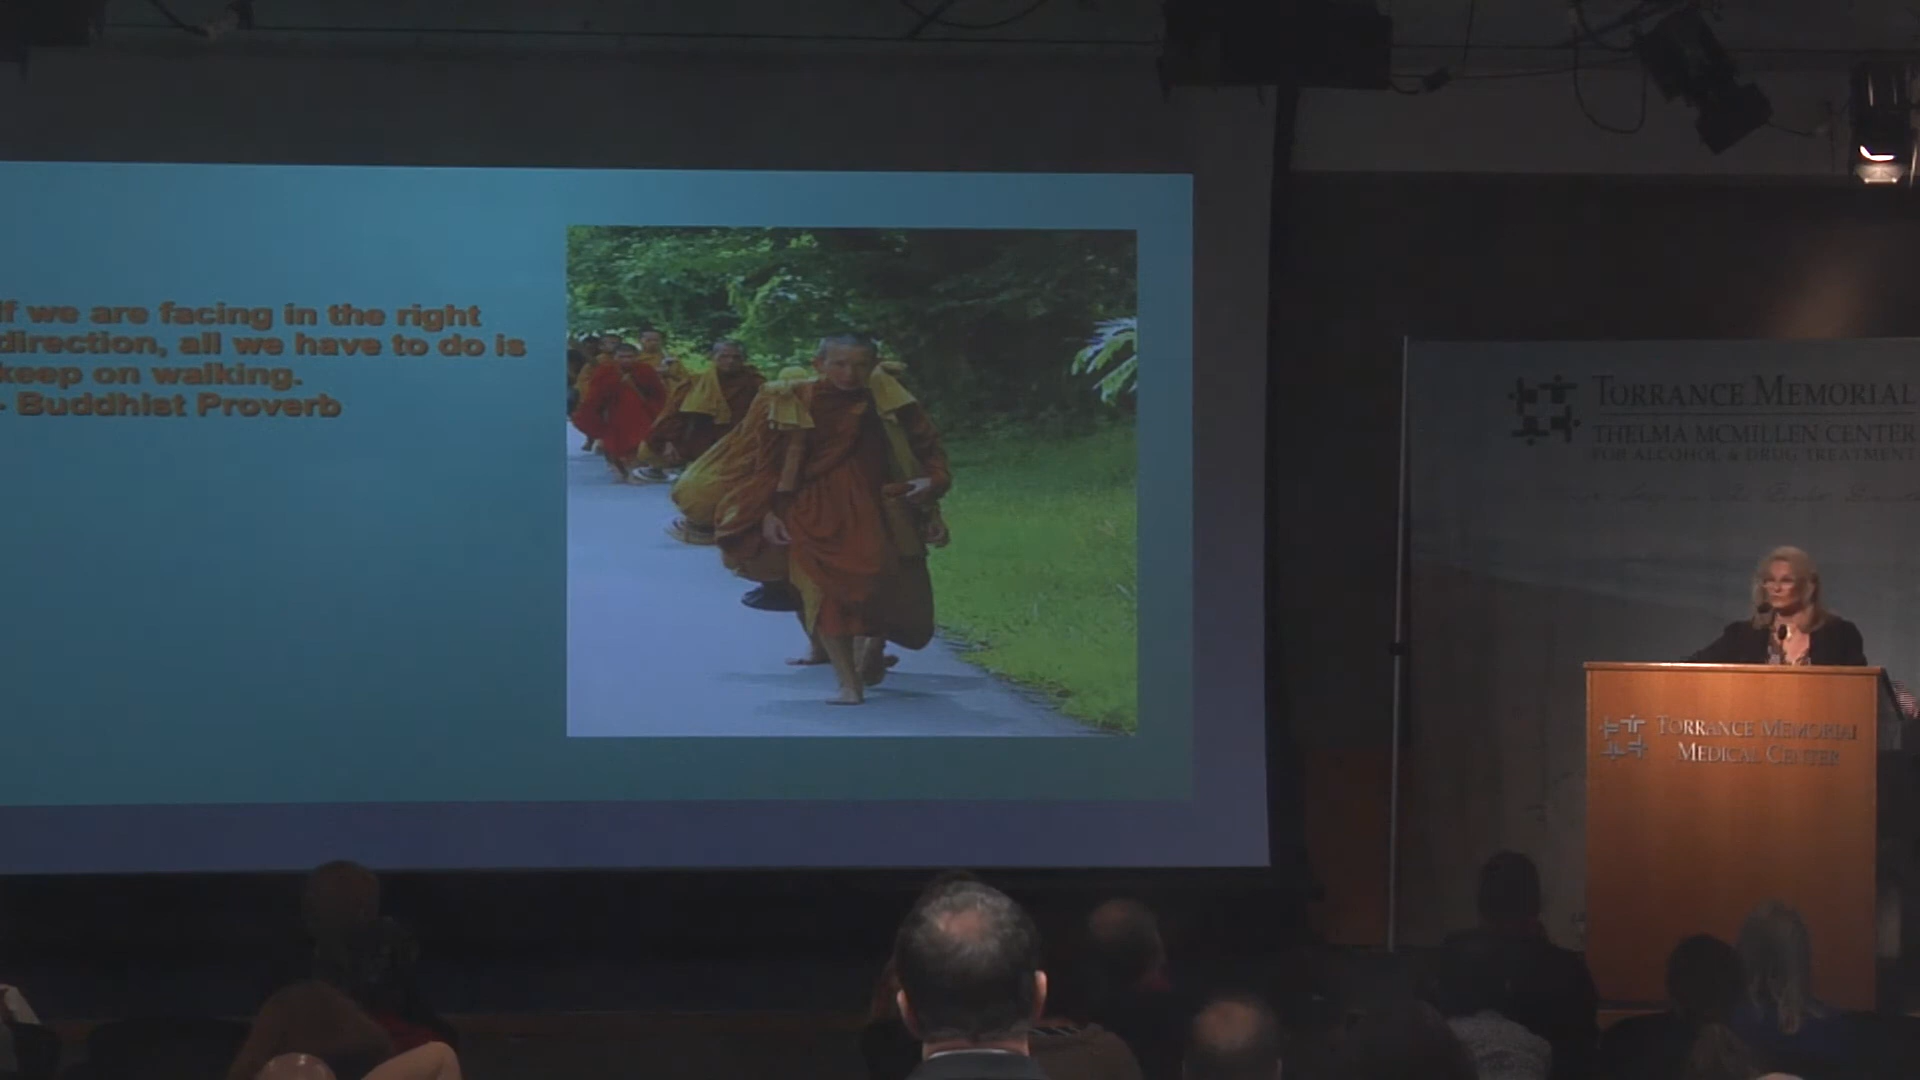 If we are facing in the right
direction, all we have to do is
keep on walking.
- Buddhist Proverb
TORRANCE MEMORIAL
THELMA MCMILLEN CENTER
FOR ALCOHOL & DRUG TREATMENT
TORRANCE MEMORIAL
MEDICAL CENTER